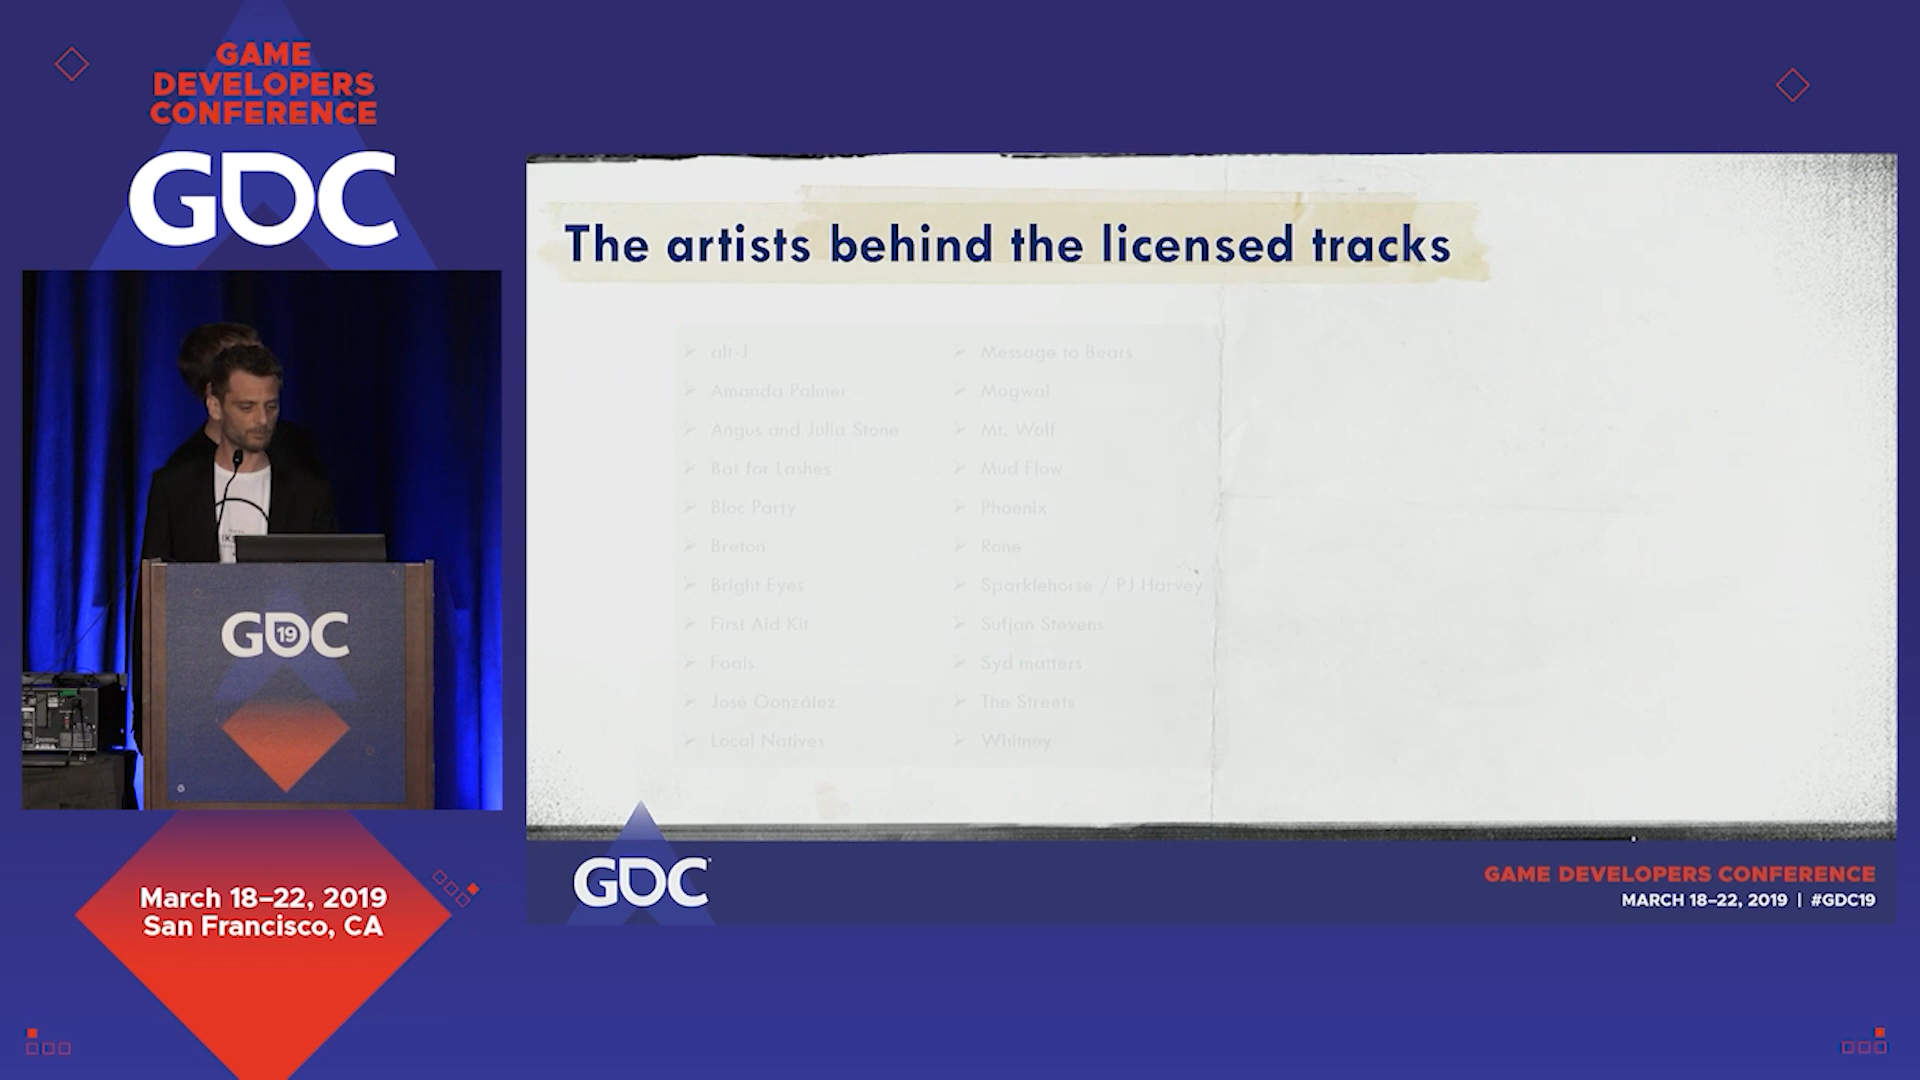 GAME
DEVELOPERS
CONFERENCE
GDC
The artists behind the licensed tracks
alt-J
Amanda Palmer
Angus and Julia Stone
Bat for Lashes
Bloc Party
Breton
Bright Eyes
First Aid Kit
Foals
José González
Local Natives
Message to Bears
Mogwai
Mt. Wolf
Mud Flow
Phoenix
Rone
Sparklehorse / PJ Harvey
Sufjan Stevens
Syd matters
The Streets
Whitney
GDC
19
March 18–22, 2019
San Francisco, CA
GDC
GAME DEVELOPERS CONFERENCE
MARCH 18–22, 2019 | #GDC19